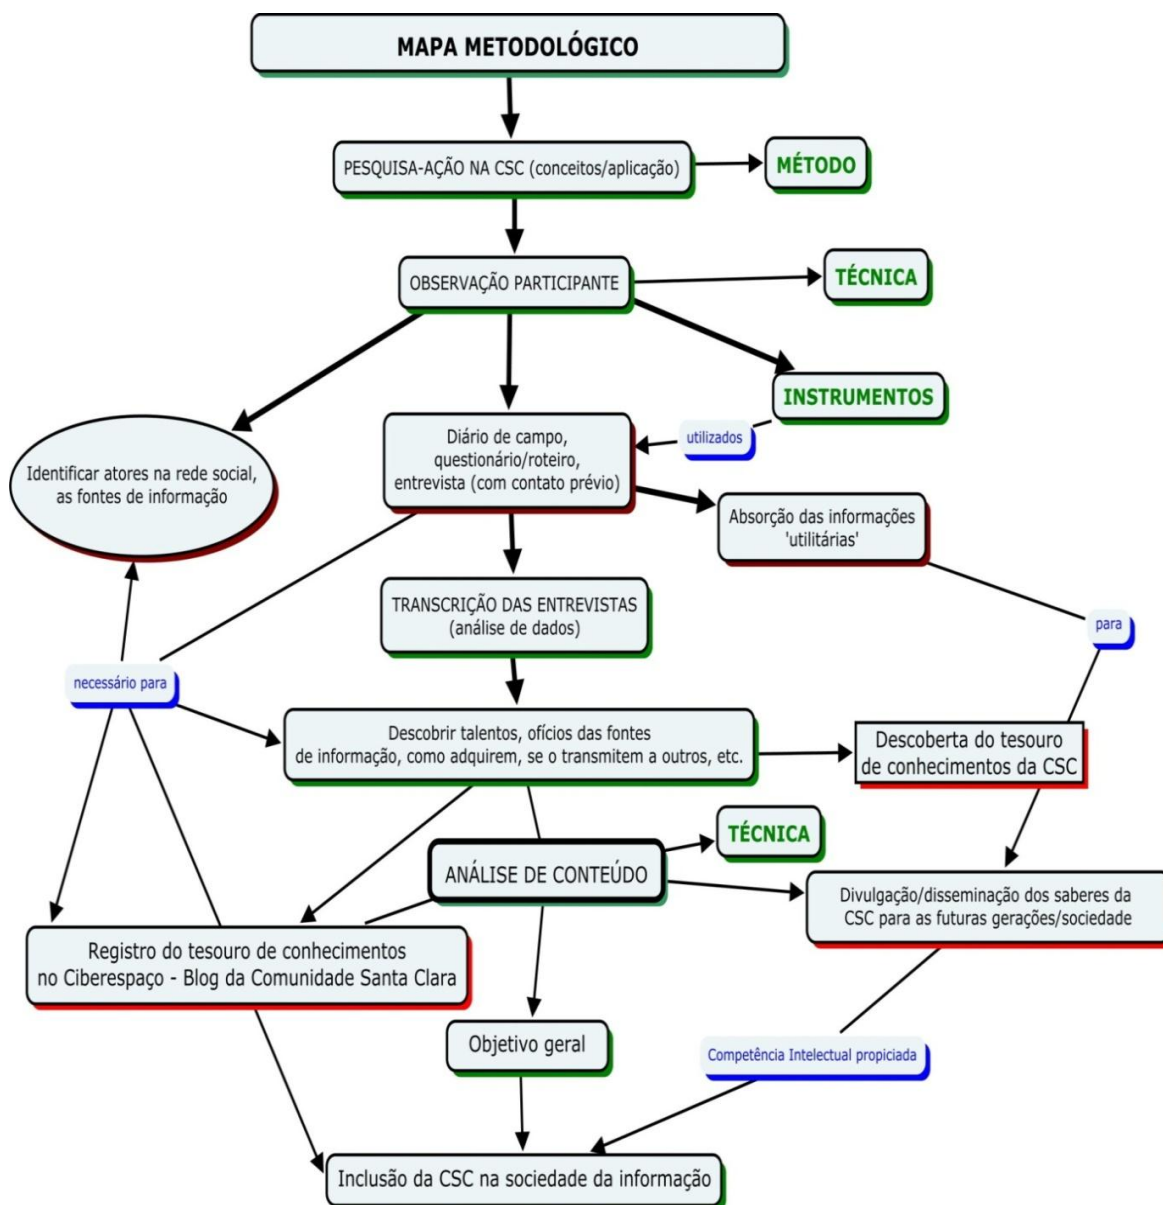 MAPA METODOLÓGICO
PESQUISA-AÇÃO NA CSC (conceitos/aplicação)
MÉTODO
OBSERVAÇÃO PARTICIPANTE
TÉCNICA
INSTRUMENTOS
utilizados
Diário de campo,
questionário/roteiro,
entrevista (com contato prévio)
Identificar atores na rede social,
as fontes de informação
Absorção das informações
'utilitárias'
TRANSCRIÇÃO DAS ENTREVISTAS
(análise de dados)
para
necessário para
Descobrir talentos, ofícios das fontes
de informação, como adquirem, se o transmitem a outros, etc.
Descoberta do tesouro
de conhecimentos da CSC
TÉCNICA
ANÁLISE DE CONTEÚDO
Divulgação/disseminação dos saberes da
CSC para as futuras gerações/sociedade
Registro do tesouro de conhecimentos
no Ciberespaço - Blog da Comunidade Santa Clara
Objetivo geral
Competência Intelectual propiciada
Inclusão da CSC na sociedade da informação